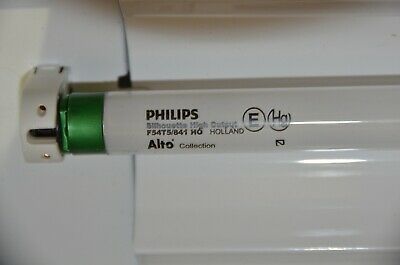 PHILIPS
Silhouette High Output
F54T5/841 HO HOLLAND
Alto Collection
E Hg